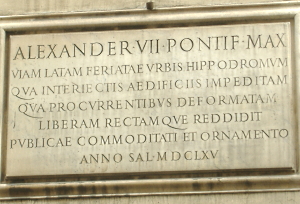 ALEXANDER·VII·PONTIF·MAX
VIAM LATAM FERIATAE VRBIS HIPPODROMVM
QVA INTERIECTIS AEDIFICIIS IMPEDITAM
QVA PROCVRRENTIBVS DEFORMATAM
LIBERAM RECTAMQVE REDDIDIT
PVBLICAE COMMODITATI ET ORNAMENTO
ANNO SAL·MDCLXV